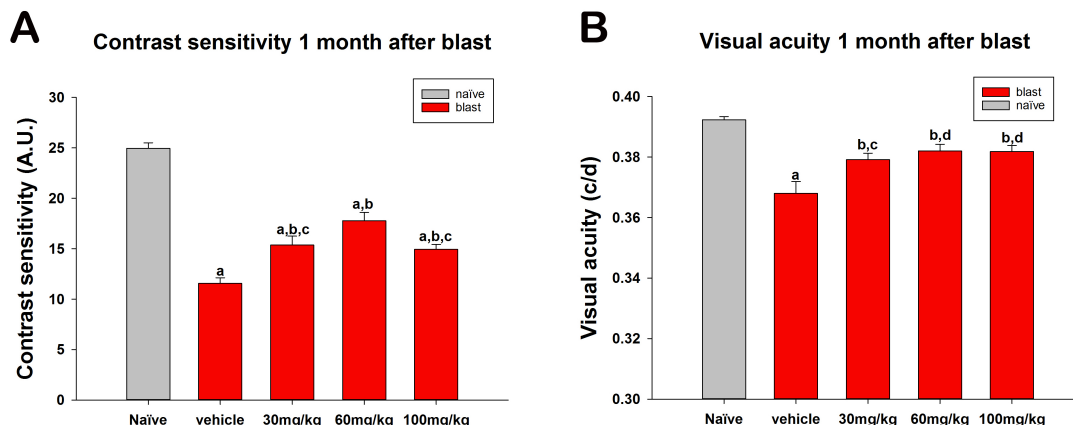 A
Contrast sensitivity 1 month after blast
naïve
blast
Contrast sensitivity (A.U.)
30
25
20
15
10
5
0
a
a,b,c
a,b
a,b,c
Naïve vehicle 30mg/kg 60mg/kg 100mg/kg
B
Visual acuity 1 month after blast
blast
naïve
Visual acuity (c/d)
0.40
0.38
0.36
0.34
0.32
0.30
a
b,c
b,d
b,d
Naïve vehicle 30mg/kg 60mg/kg 100mg/kg